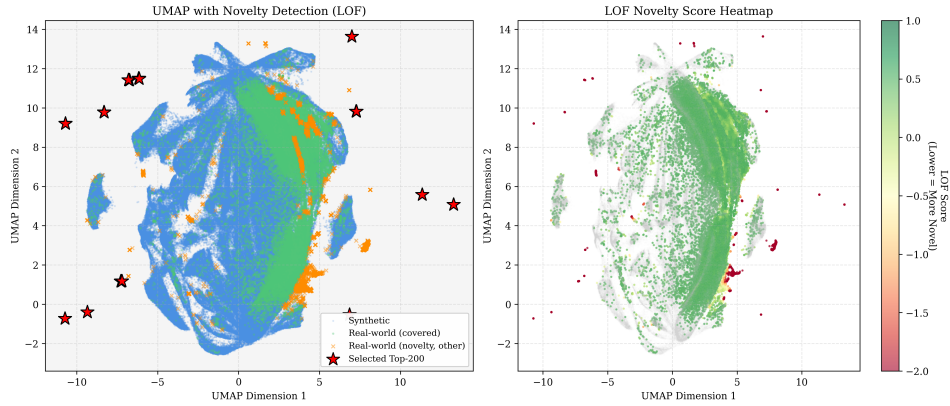 UMAP with Novelty Detection (LOF)
14
12
10
8
6
4
2
0
−2
UMAP Dimension 2
−10
−5
0
5
10
UMAP Dimension 1
Synthetic
Real-world (covered)
Real-world (novelty, other)
Selected Top-200
LOF Novelty Score Heatmap
14
12
10
8
6
4
2
0
−2
UMAP Dimension 2
−10
−5
0
5
10
UMAP Dimension 1
1.0
0.5
0.0
−0.5
−1.0
−1.5
−2.0
LOF Score
(Lower = More Novel)